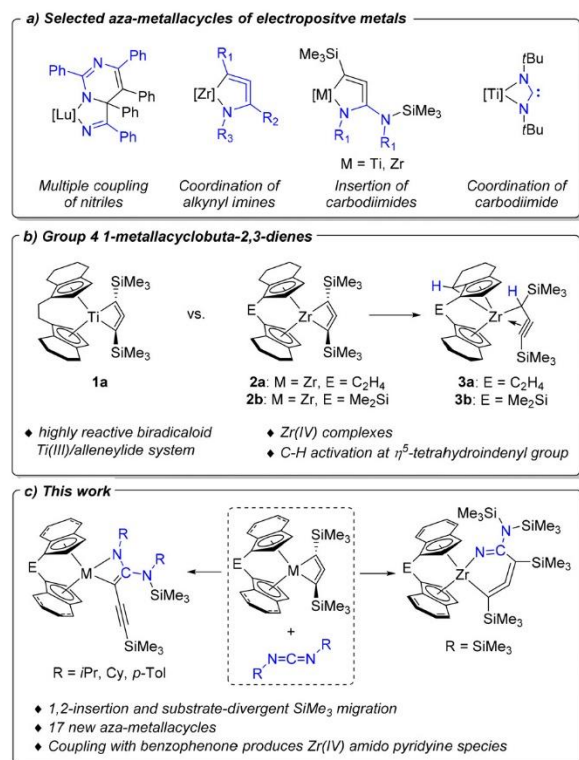 a) Selected aza-metallacycles of electropositve metals
Ph N Ph
N Ph
[Lu] Ph
N Ph
R₁
[Zr]
N R₂
R₃
Me₃Si
[M] SiMe₃
N N
R₁ R₁
M = Ti, Zr
tBu
N
[Ti] :
N
tBu
Multiple coupling
of nitriles
Coordination of
alkynyl imines
Insertion of
carbodiimides
Coordination of
carbodiimide
b) Group 4 1-metallacyclobuta-2,3-dienes
SiMe₃
Ti
SiMe₃
1a
vs.
SiMe₃
E Zr
SiMe₃
2a: M = Zr, E = C₂H₄
2b: M = Zr, E = Me₂Si
H H SiMe₃
E Zr
SiMe₃
3a: E = C₂H₄
3b: E = Me₂Si
◆ highly reactive biradicaloid
Ti(III)/alleneylide system
◆ Zr(IV) complexes
◆ C-H activation at η⁵-tetrahydroindenyl group
c) This work
R
N R
E M C N
SiMe₃
SiMe₃
R = iPr, Cy, p-Tol
SiMe₃
E M
SiMe₃
+
R
N=C=N
R
Me₃Si N SiMe₃
N=C
E Zr SiMe₃
SiMe₃
R = SiMe₃
◆ 1,2-insertion and substrate-divergent SiMe₃ migration
◆ 17 new aza-metallacycles
◆ Coupling with benzophenone produces Zr(IV) amido pyridyine species